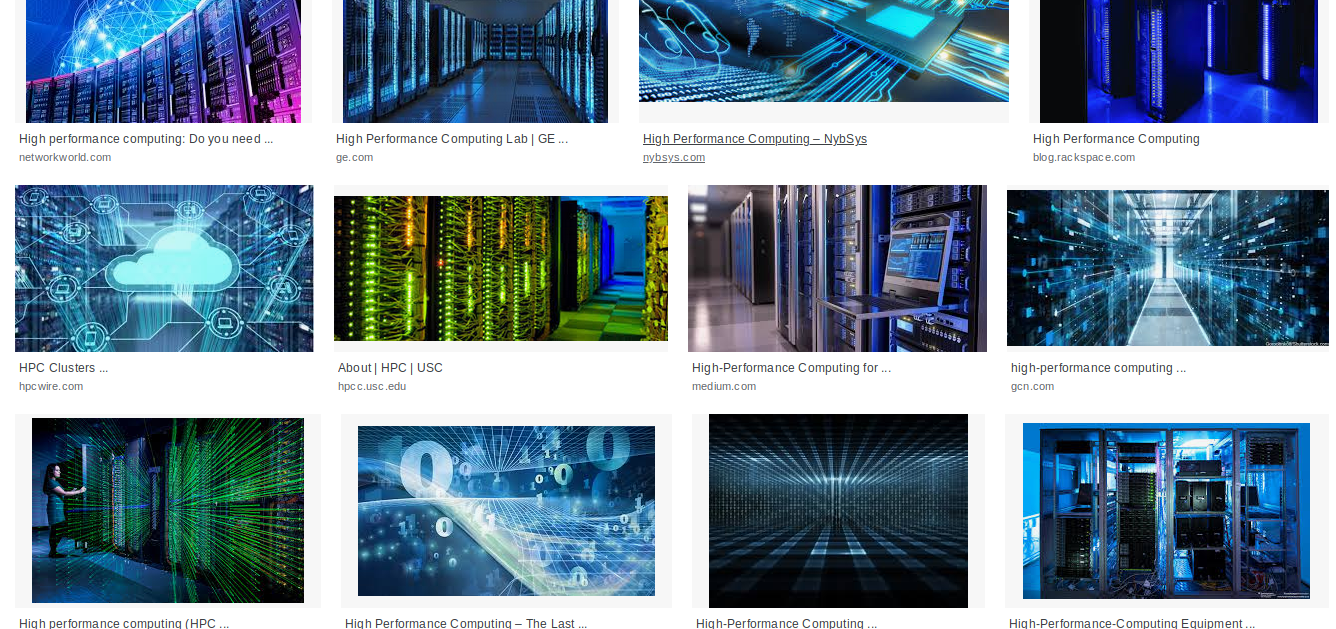 High performance computing: Do you need ...
networkworld.com
High Performance Computing Lab | GE ...
ge.com
High Performance Computing – NybSys
nybsys.com
High Performance Computing
blog.rackspace.com
HPC Clusters ...
hpcwire.com
About | HPC | USC
hpcc.usc.edu
High-Performance Computing for ...
medium.com
high-performance computing ...
gcn.com
High performance computing (HPC ...
High Performance Computing – The Last ...
High-Performance Computing ...
High-Performance-Computing Equipment ...